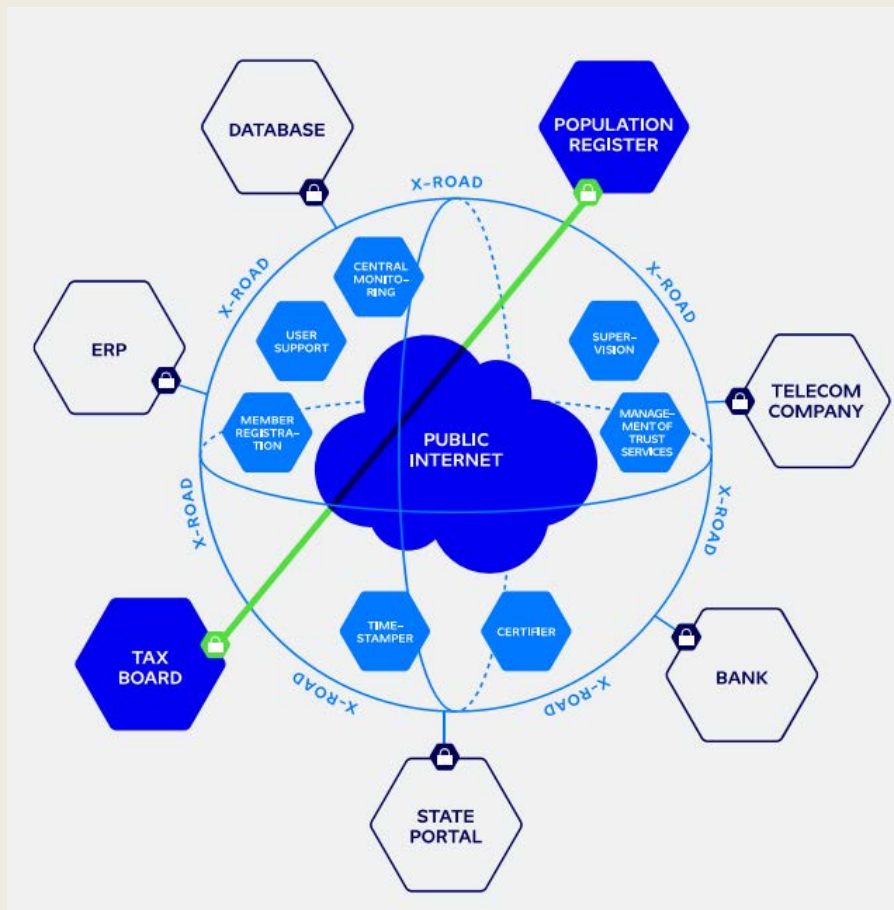 DATABASE
POPULATION
REGISTER
X-ROAD
CENTRAL
MONITO-
RING
X-ROAD
X-ROAD
USER
SUPPORT
SUPER-
VISION
ERP
TELECOM
COMPANY
MEMBER
REGISTRA-
TION
PUBLIC
INTERNET
MANAGE-
MENT OF
TRUST
SERVICES
X-ROAD
X-ROAD
TIME-
STAMPER
CERTIFIER
TAX
BOARD
BANK
X-ROAD
X-ROAD
STATE
PORTAL